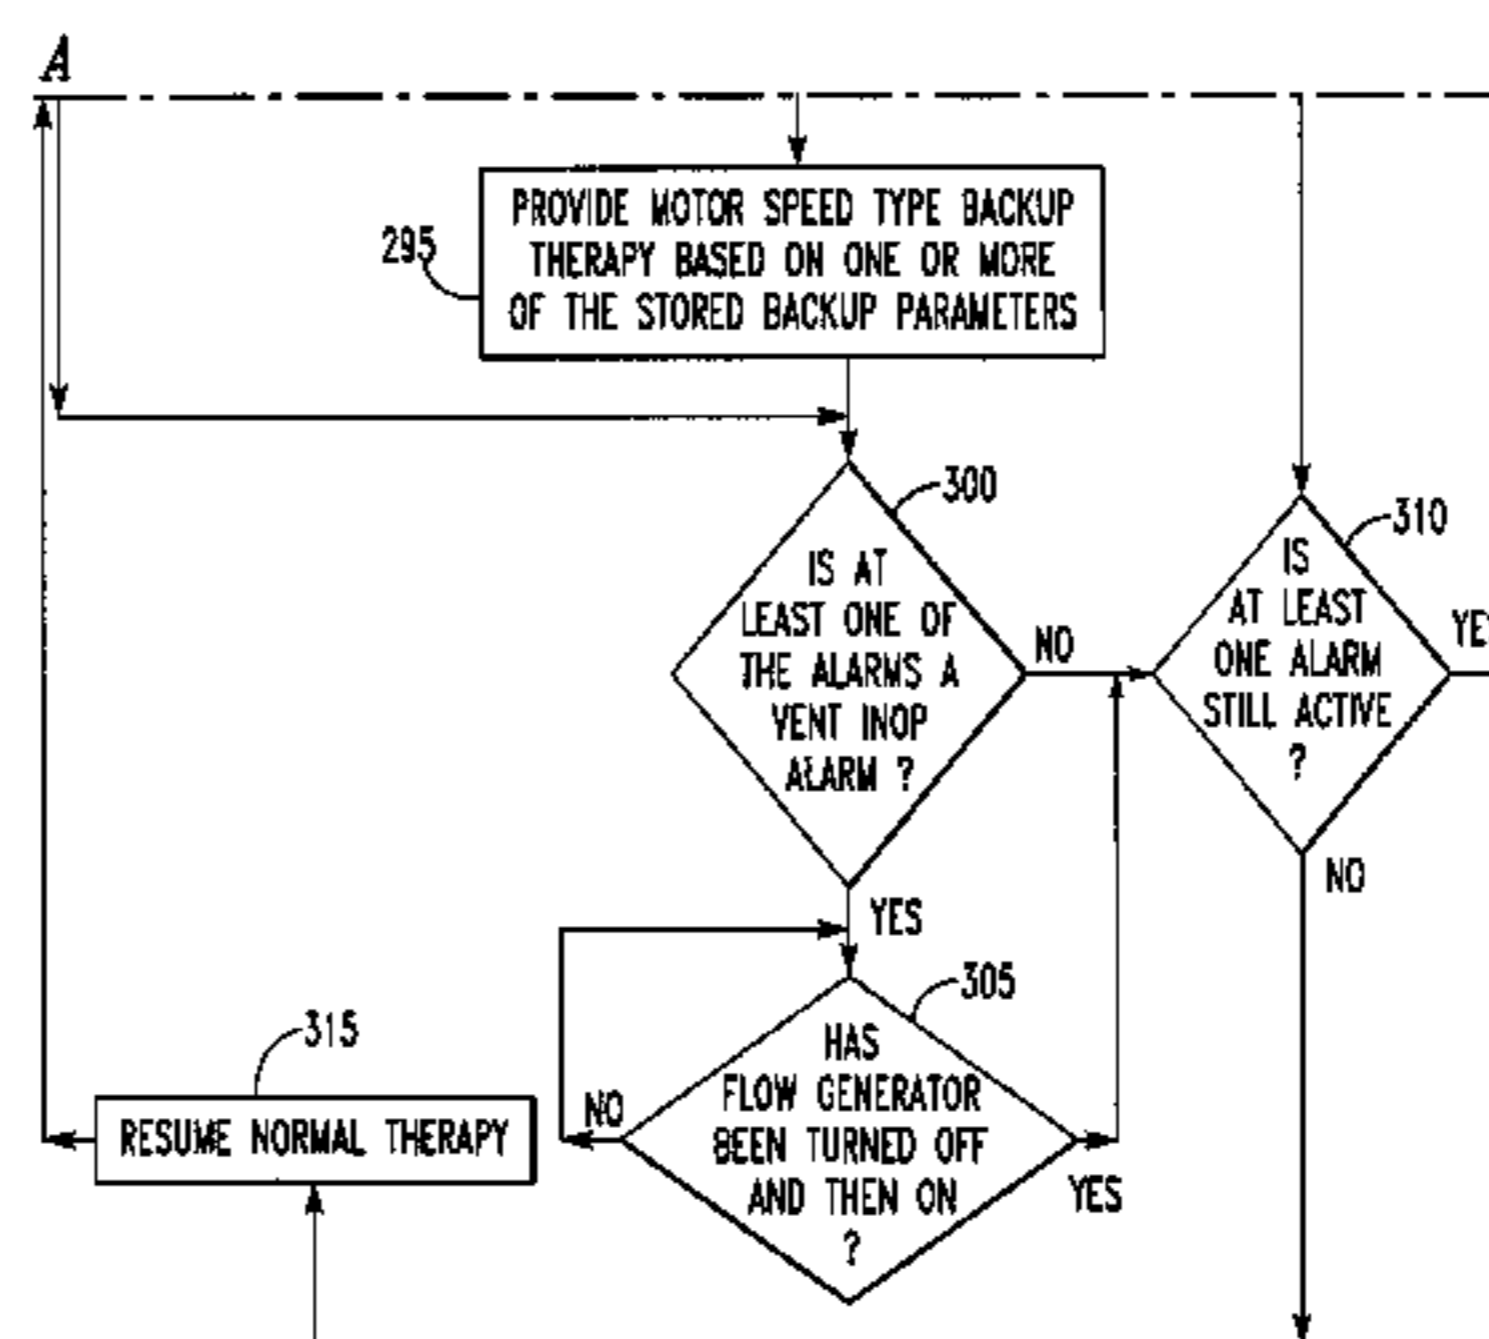 A
PROVIDE MOTOR SPEED TYPE BACKUP
THERAPY BASED ON ONE OR MORE
OF THE STORED BACKUP PARAMETERS
295
300
IS AT
LEAST ONE OF
THE ALARMS A
VENT INOP
ALARM ?
NO
310
IS
AT LEAST
ONE ALARM
STILL ACTIVE
?
NO
YES
305
HAS
FLOW GENERATOR
BEEN TURNED OFF
AND THEN ON
?
NO
YES
315
RESUME NORMAL THERAPY